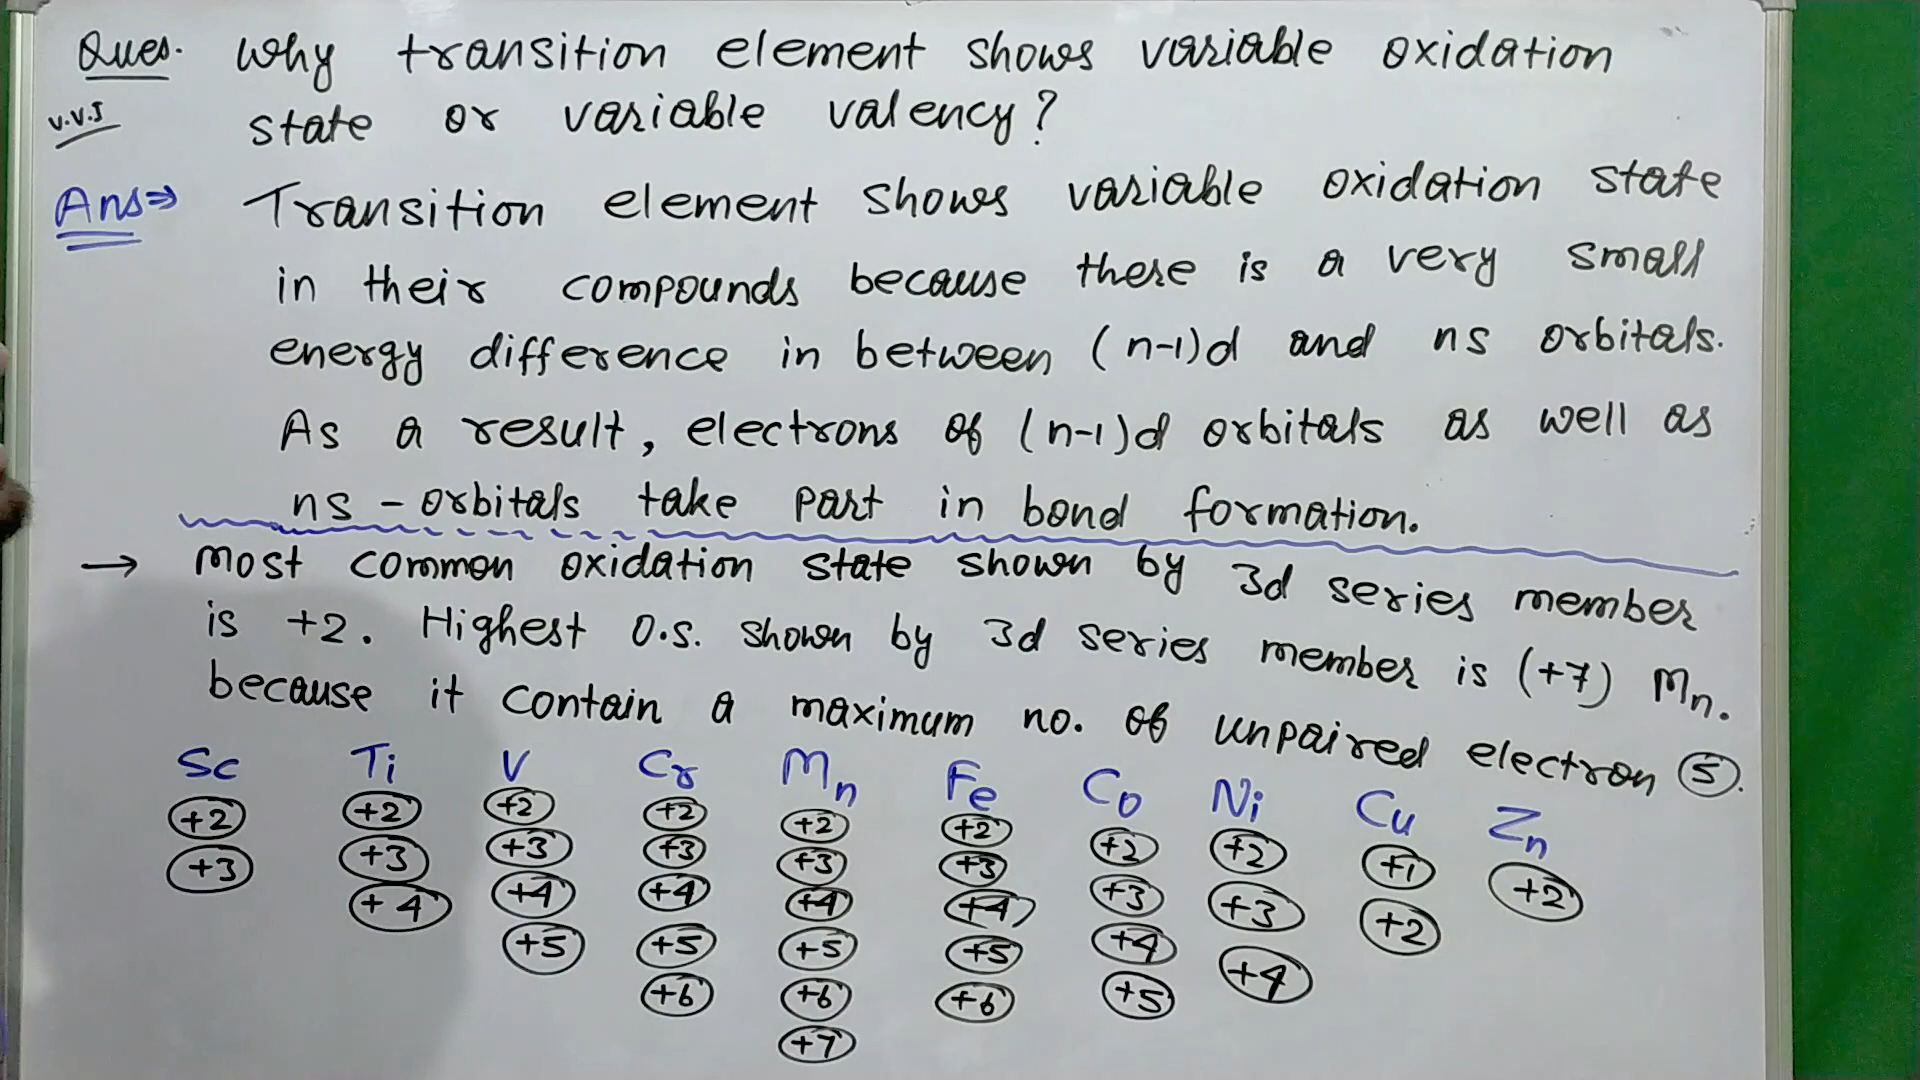 Ques. Why transition element shows variable oxidation
v.v.I state or variable valency?
Ans⇒ Transition element shows variable oxidation state
in their compounds because there is a very small
energy difference in between (n-1)d and ns orbitals.
As a result, electrons of (n-1)d orbitals as well as
ns - orbitals take part in bond formation.
→ Most common oxidation state shown by 3d series member
is +2. Highest O.S. shown by 3d series member is (+7) Mn.
because it contain a maximum no. of unpaired electron 5.
Sc Ti V Cr Mn Fe Co Ni Cu Zn
+2 +2 +2 +2 +2 +2 +2 +2 +1 +2
+3 +3 +3 +3 +3 +3 +3 +3 +2
+4 +4 +4 +4 +4 +4 +4
+5 +5 +5 +5 +5
+6 +6 +6
+7